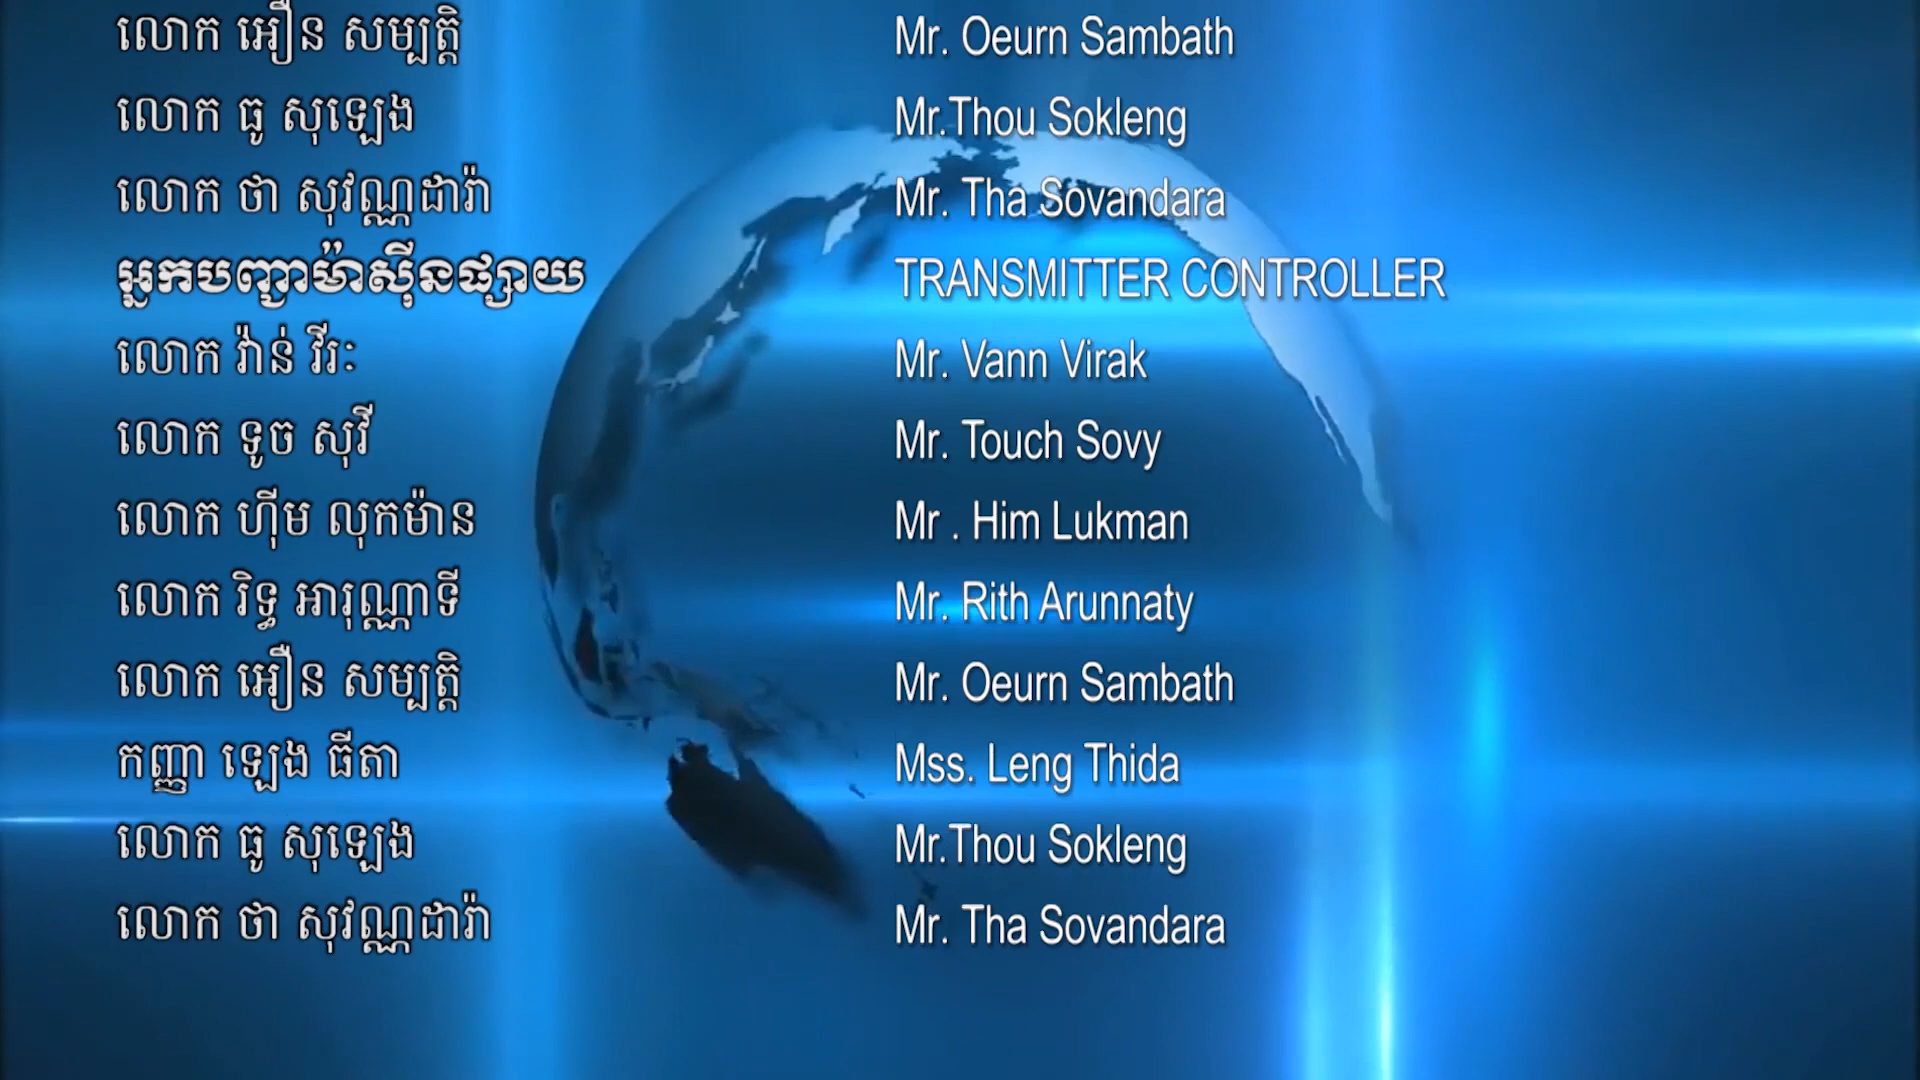 លោក អឿន សម្បត្តិ Mr. Oeurn Sambath
លោក ធូ សុឡេង Mr.Thou Sokleng
លោក ថា សុវណ្ណដារ៉ា Mr. Tha Sovandara
អ្នកបញ្ជាម៉ាស៊ីនផ្សាយ TRANSMITTER CONTROLLER
លោក វ៉ាន់ វីរៈ Mr. Vann Virak
លោក ទូច សុវី Mr. Touch Sovy
លោក ហ៊ីម លុកម៉ាន Mr . Him Lukman
លោក រិទ្ធ អារុណ្ណាទី Mr. Rith Arunnaty
លោក អឿន សម្បត្តិ Mr. Oeurn Sambath
កញ្ញា ឡេង ធីតា Mss. Leng Thida
លោក ធូ សុឡេង Mr.Thou Sokleng
លោក ថា សុវណ្ណដារ៉ា Mr. Tha Sovandara